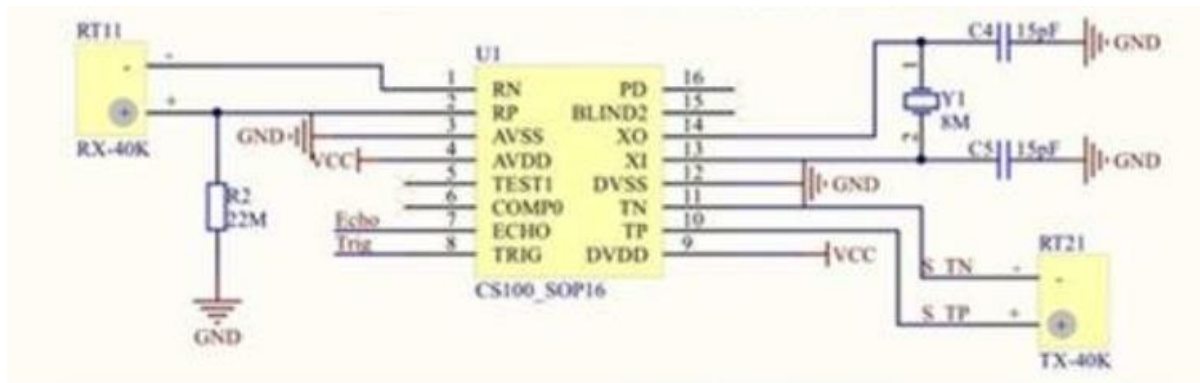 RT11
-
-
+
RX-40K
R2
22M
GND
GND
VCC
Echo
Trig
U1
1
2
3
4
5
6
7
8
RN
RP
AVSS
AVDD
TEST1
COMP0
ECHO
TRIG
PD
BLIND2
XO
XI
DVSS
TN
TP
DVDD
16
15
14
13
12
11
10
9
CS100_SOP16
C4
15pF
GND
1
Y1
8M
2
C5
15pF
GND
GND
VCC
S_TN
-
-
S_TP
+
RT21
TX-40K